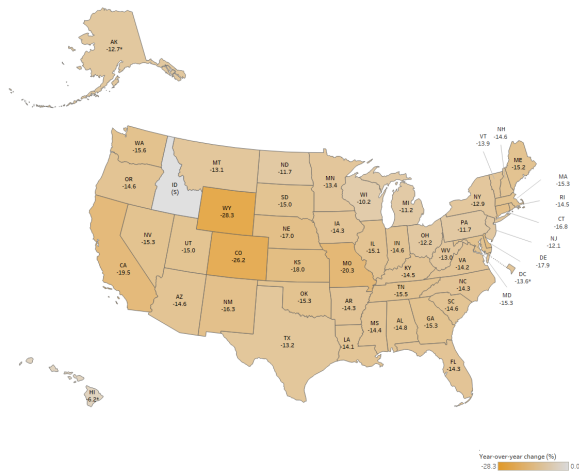 AK
-12.7*
NH
-14.6
VT
-13.9
WA
-15.6
ME
-15.2
MT
-13.1
ND
-11.7
MN
-13.4
OR
-14.6
ID
(S)
WI
-10.2
MI
-11.2
NY
-12.9
MA
-15.3
SD
-15.0
WY
-28.3
RI
-14.5
CT
-16.8
PA
-11.7
IA
-14.3
NE
-17.0
NJ
-12.1
OH
-12.2
NV
-15.3
UT
-15.0
CO
-26.2
IL
-15.1
IN
-14.6
WV
-13.0
DE
-17.9
VA
-14.2
CA
-19.5
KS
-18.0
MO
-20.3
KY
-14.5
DC
-13.6*
TN
-15.5
NC
-14.3
MD
-15.3
AZ
-14.6
NM
-16.3
OK
-15.3
AR
-14.3
SC
-14.6
MS
-14.4
AL
-14.8
GA
-15.3
TX
-13.2
LA
-14.1
FL
-14.3
HI
-6.2*
Year-over-year change (%)
-28.3
0.0